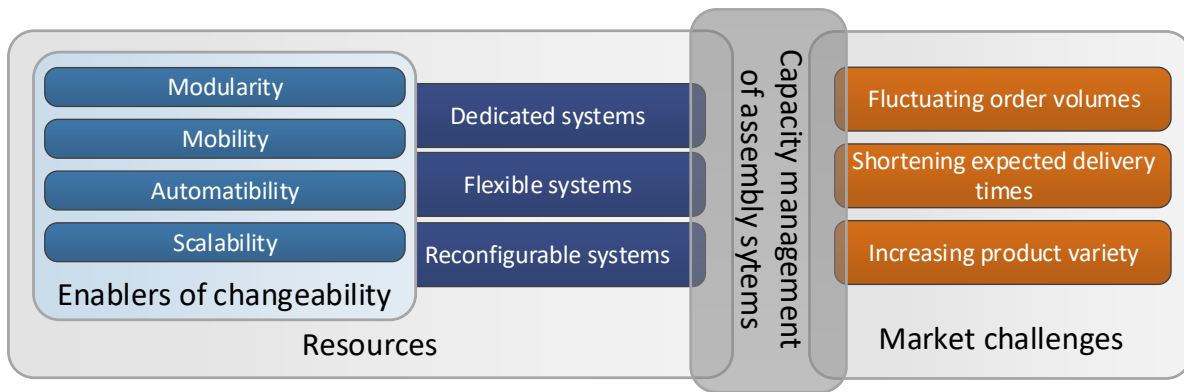 Modularity
Mobility
Automatibility
Scalability
Enablers of changeability
Dedicated systems
Flexible systems
Reconfigurable systems
Resources
Capacity management
of assembly sytems
Fluctuating order volumes
Shortening expected delivery
times
Increasing product variety
Market challenges